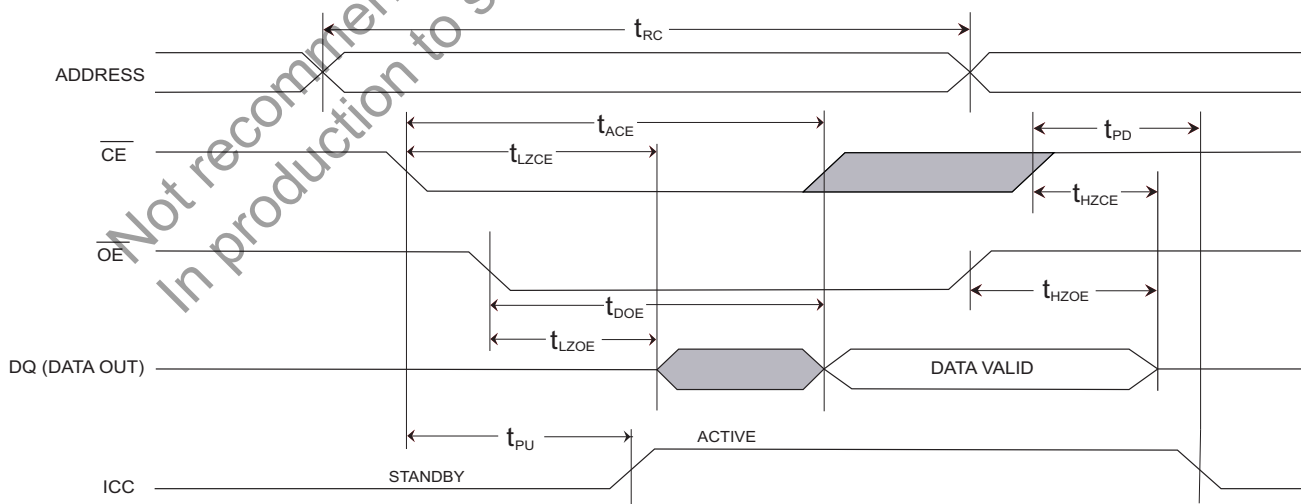 Not recommen
In production to s
tRC
ADDRESS
tACE
tPD
CE
tLZCE
tHZCE
OE
tDOE
tHZOE
tLZOE
DQ (DATA OUT)
DATA VALID
tPU
ACTIVE
STANDBY
ICC